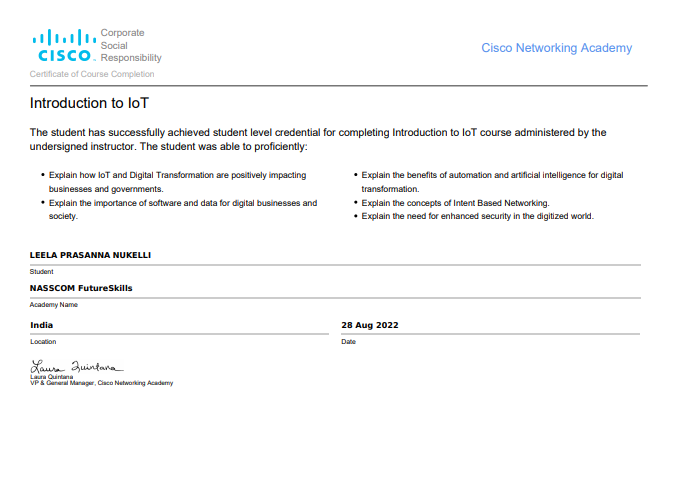 Corporate
Social
Responsibility
CISCO
Cisco Networking Academy
Certificate of Course Completion
Introduction to IoT
The student has successfully achieved student level credential for completing Introduction to IoT course administered by the
undersigned instructor. The student was able to proficiently:
• Explain how IoT and Digital Transformation are positively impacting
businesses and governments.
• Explain the importance of software and data for digital businesses and
society.
• Explain the benefits of automation and artificial intelligence for digital
transformation.
• Explain the concepts of Intent Based Networking.
• Explain the need for enhanced security in the digitized world.
LEELA PRASANNA NUKELLI
Student
NASSCOM FutureSkills
Academy Name
India
Location
28 Aug 2022
Date
Laura Quintana
Laura Quintana
VP & General Manager, Cisco Networking Academy